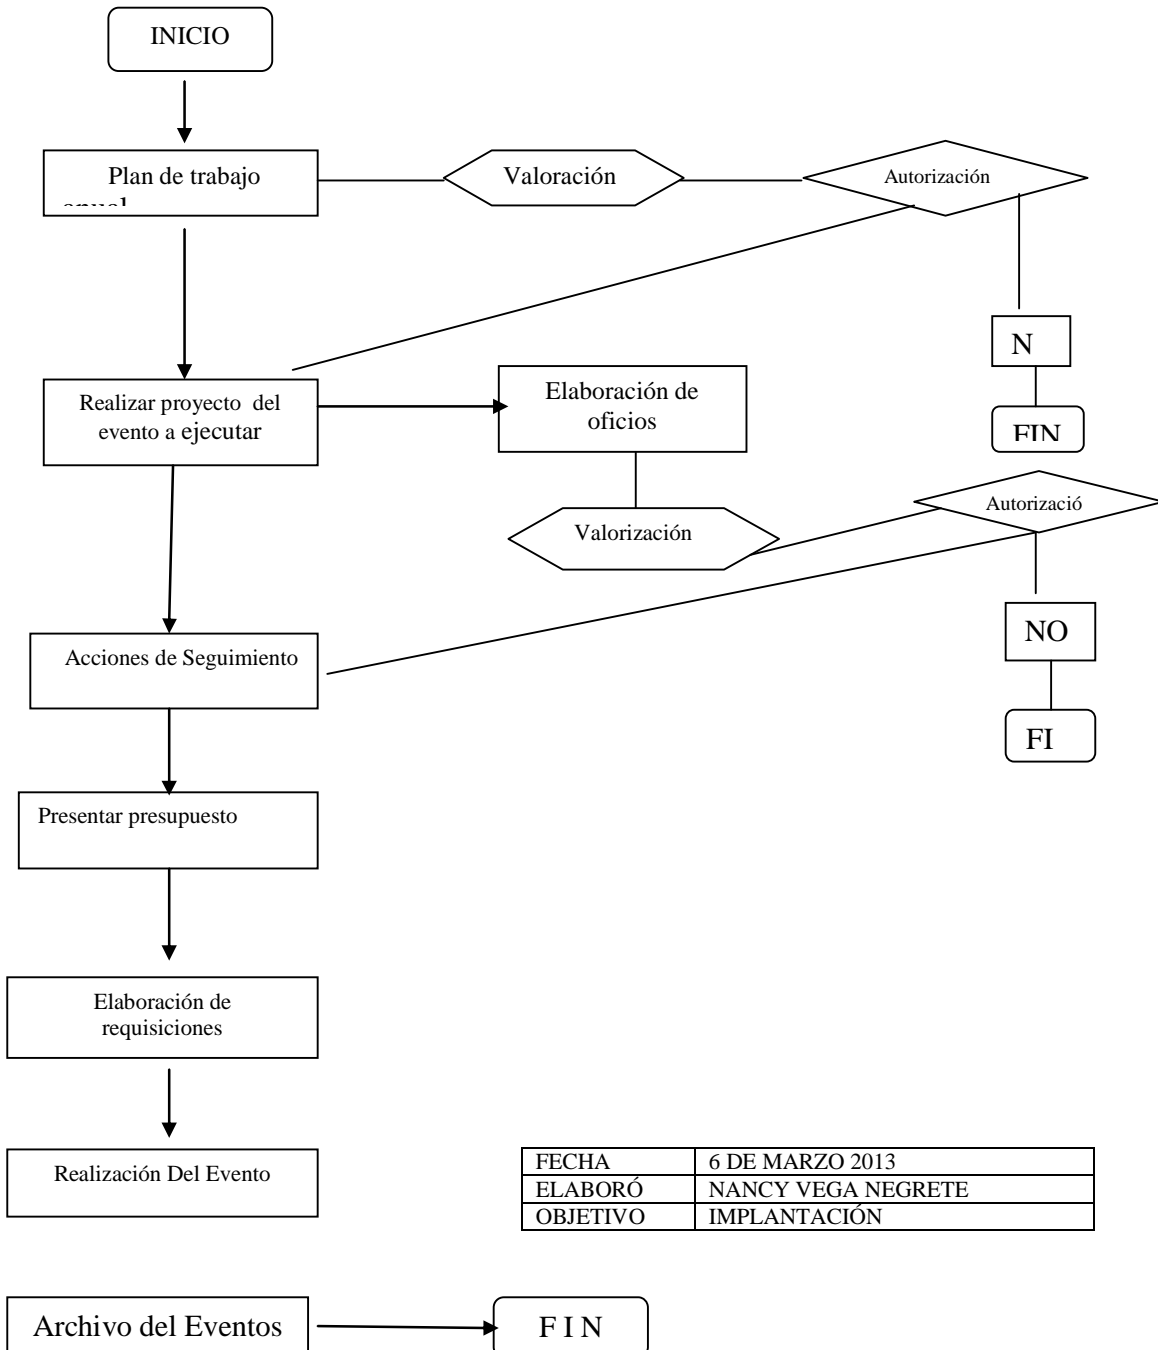 INICIO
Plan de trabajo
Valoración
Autorización
N
FIN
Realizar proyecto del
evento a ejecutar
Elaboración de
oficios
Valorización
Autorizació
NO
FI
Acciones de Seguimiento
Presentar presupuesto
Elaboración de
requisiciones
Realización Del Evento
FECHA 6 DE MARZO 2013
ELABORÓ NANCY VEGA NEGRETE
OBJETIVO IMPLANTACIÓN
Archivo del Eventos
F I N